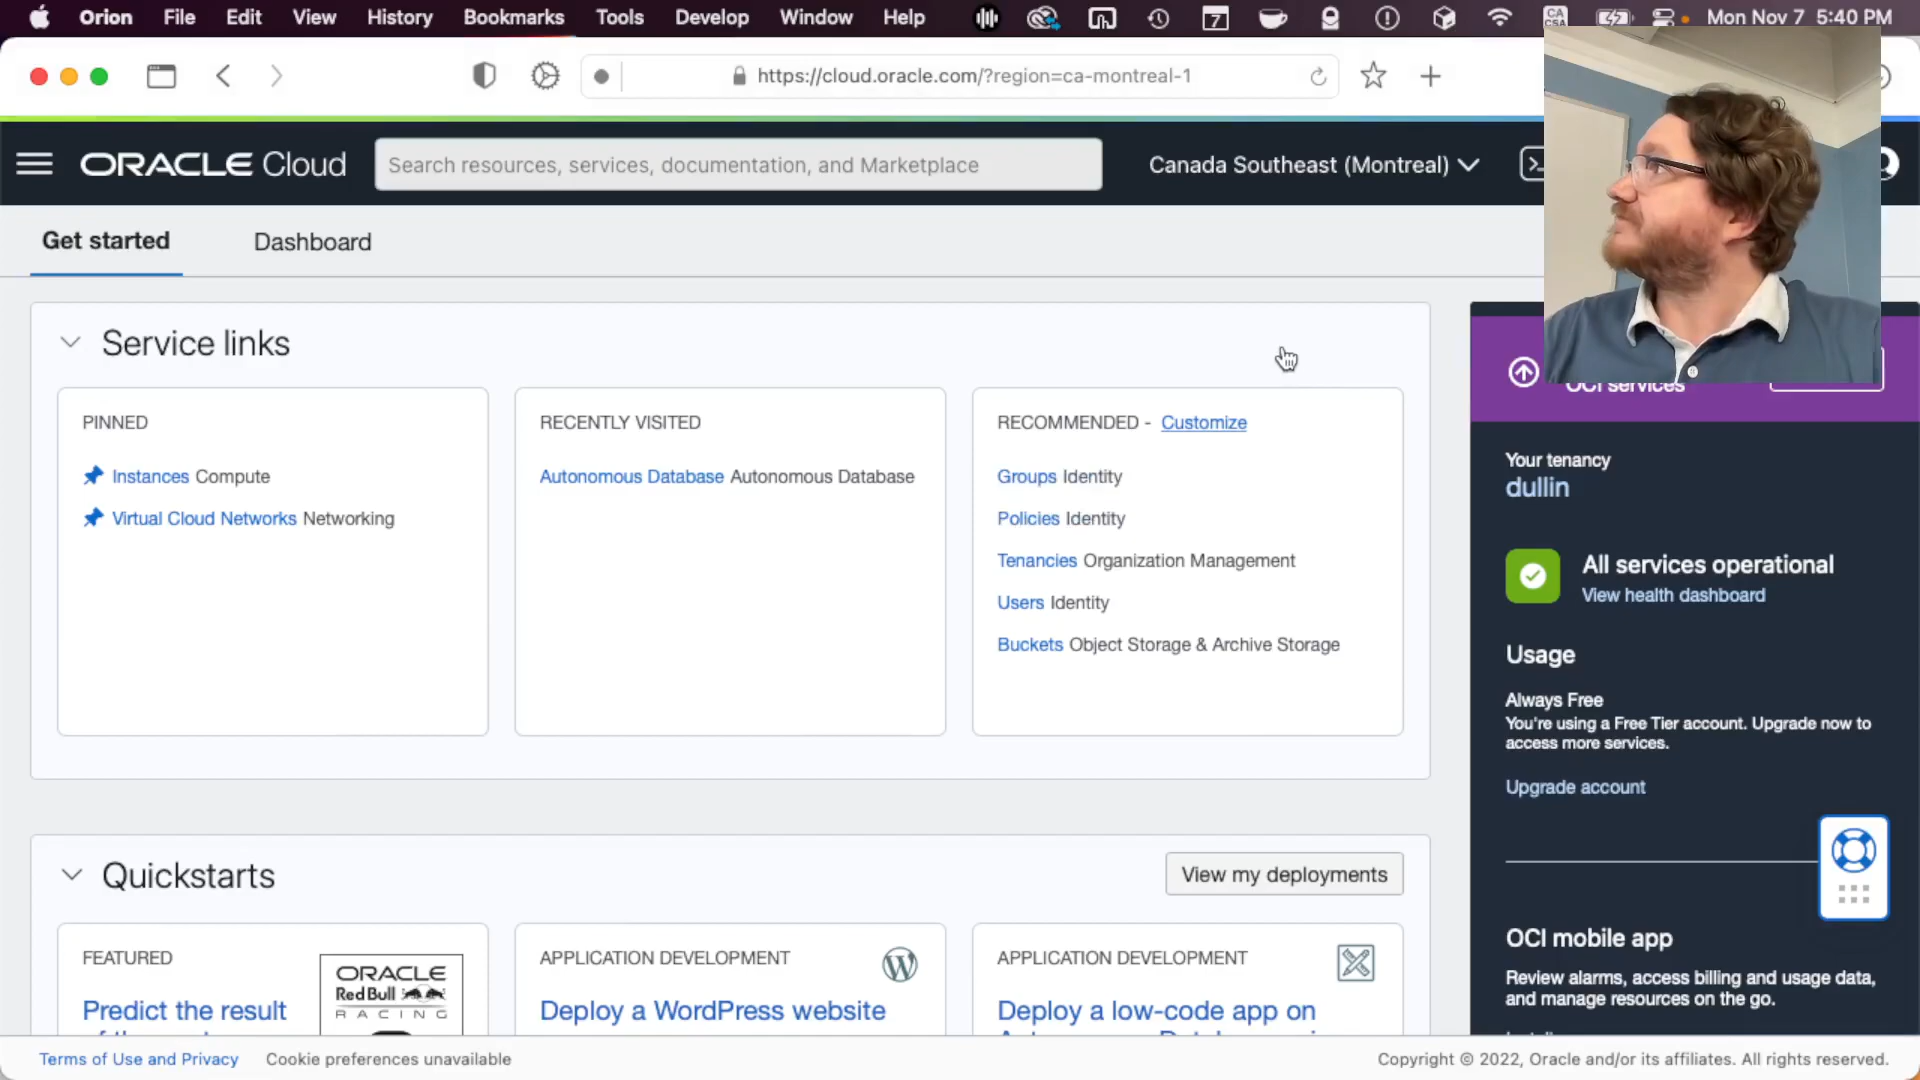 Orion File Edit View History Bookmarks Tools Develop Window Help 7 CA CSA Mon Nov 7 5:40 PM
https://cloud.oracle.com/?region=ca-montreal-1
ORACLE Cloud
Search resources, services, documentation, and Marketplace
Canada Southeast (Montreal)
Get started
Dashboard
Service links
PINNED
Instances Compute
Virtual Cloud Networks Networking
RECENTLY VISITED
Autonomous Database Autonomous Database
RECOMMENDED - Customize
Groups Identity
Policies Identity
Tenancies Organization Management
Users Identity
Buckets Object Storage & Archive Storage
OCI services
Your tenancy
dullin
All services operational
View health dashboard
Usage
Always Free
You're using a Free Tier account. Upgrade now to
access more services.
Upgrade account
OCI mobile app
Review alarms, access billing and usage data,
and manage resources on the go.
Quickstarts
View my deployments
FEATURED
Predict the result
ORACLE
Red Bull
RACING
APPLICATION DEVELOPMENT
Deploy a WordPress website
APPLICATION DEVELOPMENT
Deploy a low-code app on
Terms of Use and Privacy
Cookie preferences unavailable
Copyright © 2022, Oracle and/or its affiliates. All rights reserved.